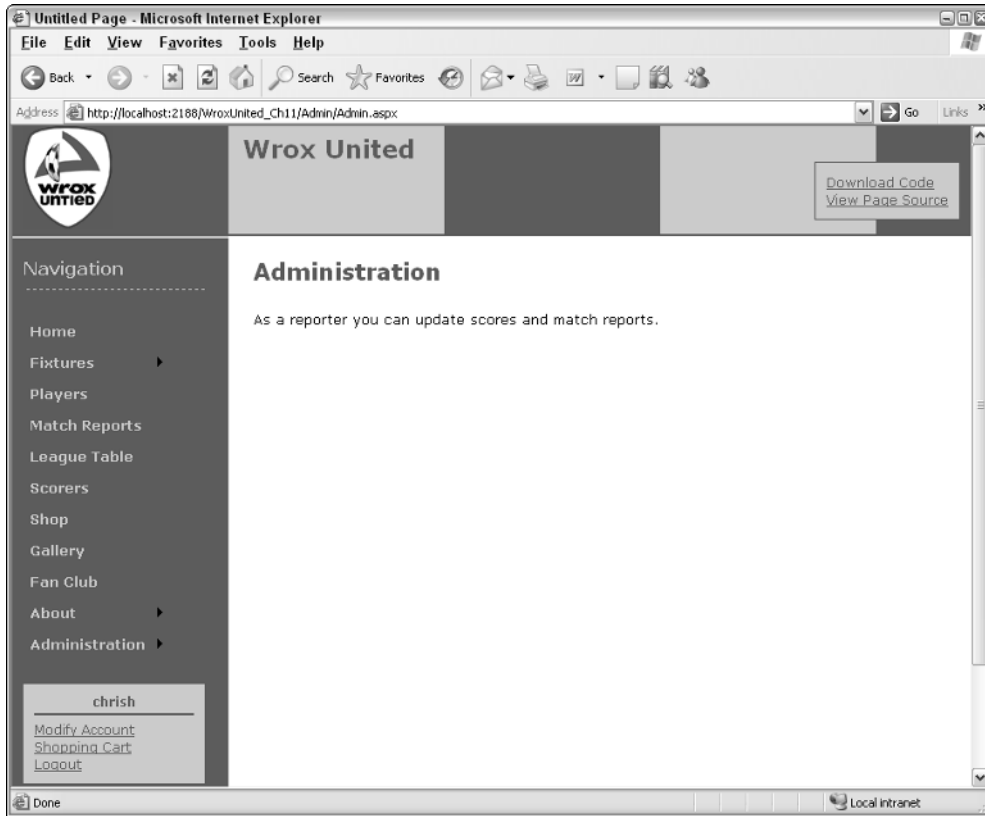 Untitled Page - Microsoft Internet Explorer
File Edit View Favorites Tools Help
Back Search Favorites
Address http://localhost:2188/WroxUnited_Ch11/Admin/Admin.aspx Go Links »
wrox
UNTIED
Wrox United
Download Code
View Page Source
Navigation
Home
Fixtures
Players
Match Reports
League Table
Scorers
Shop
Gallery
Fan Club
About
Administration
chrish
Modify Account
Shopping Cart
Logout
Administration
As a reporter you can update scores and match reports.
Done Local intranet